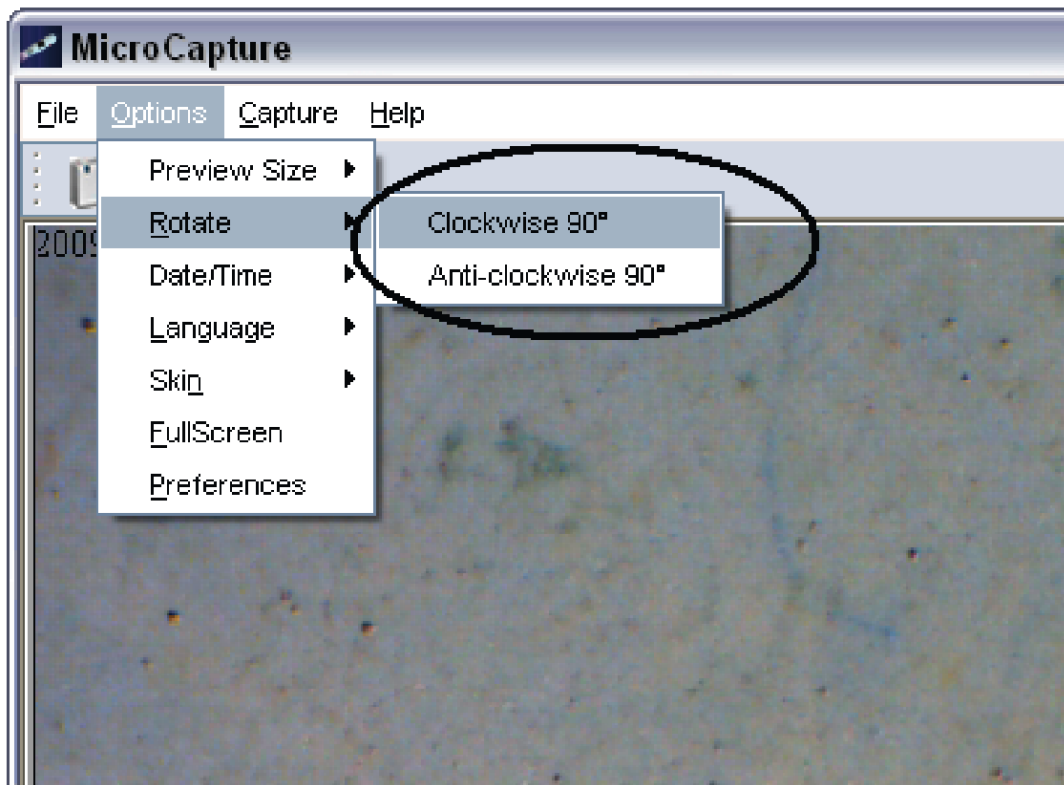 MicroCapture
File Options Capture Help
Preview Size
Rotate
Clockwise 90°
Date/Time
Anti-clockwise 90°
Language
Skin
FullScreen
Preferences